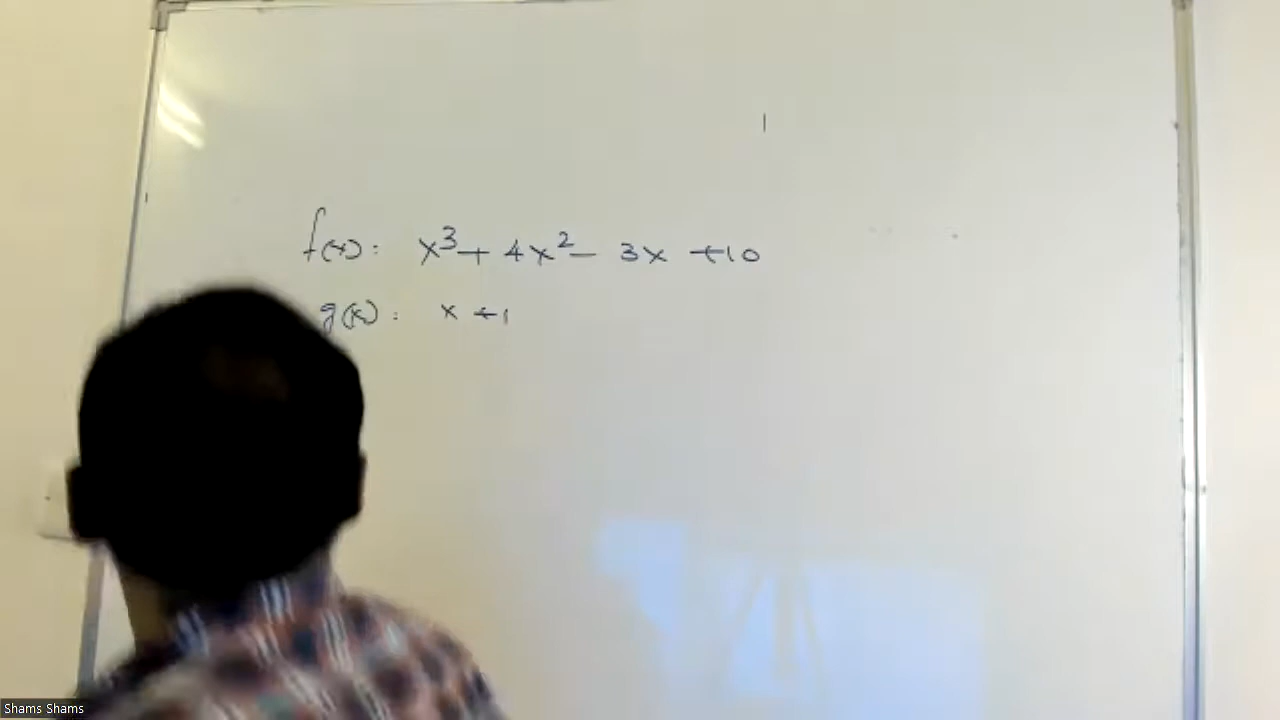 f(x): x³ + 4x² − 3x + 10
g(x): x + 1
Shams Shams